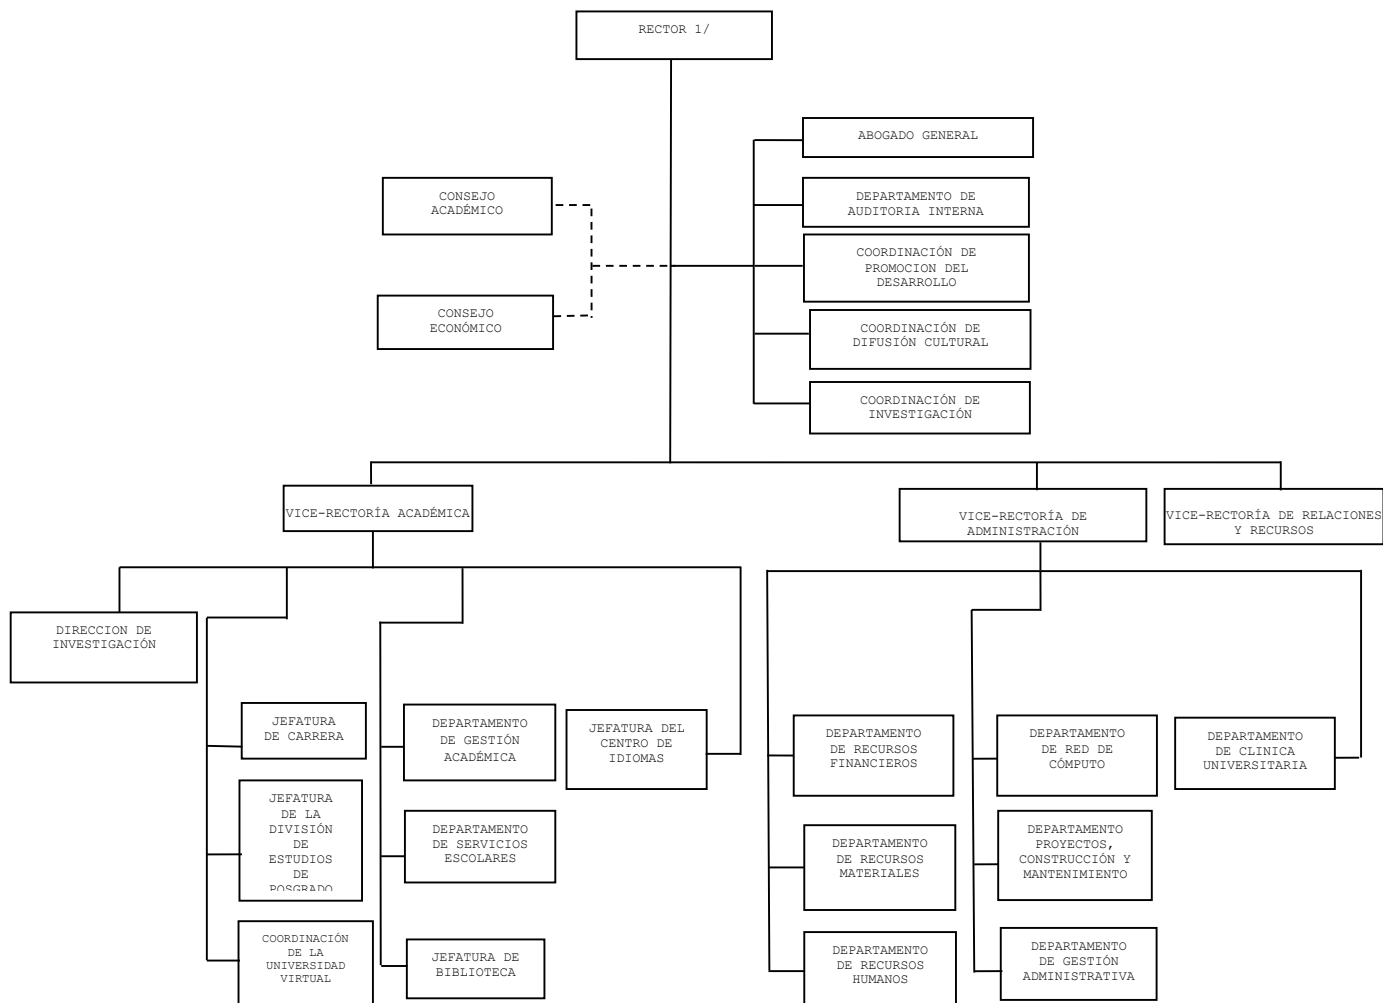 RECTOR 1/
ABOGADO GENERAL
CONSEJO
ACADÉMICO
DEPARTAMENTO DE
AUDITORIA INTERNA
COORDINACIÓN DE
PROMOCION DEL
DESARROLLO
CONSEJO
ECONÓMICO
COORDINACIÓN DE
DIFUSIÓN CULTURAL
COORDINACIÓN DE
INVESTIGACIÓN
VICE-RECTORÍA ACADÉMICA
VICE-RECTORÍA DE
ADMINISTRACIÓN
VICE-RECTORÍA DE RELACIONES
Y RECURSOS
DIRECCION DE
INVESTIGACIÓN
JEFATURA
DE CARRERA
DEPARTAMENTO
DE GESTIÓN
ACADÉMICA
JEFATURA DEL
CENTRO DE
IDIOMAS
DEPARTAMENTO
DE RECURSOS
FINANCIEROS
DEPARTAMENTO
DE RED DE
CÓMPUTO
DEPARTAMENTO
DE CLINICA
UNIVERSITARIA
JEFATURA
DE LA
DIVISIÓN
DE
ESTUDIOS
DE
POSGRADO
DEPARTAMENTO
DE SERVICIOS
ESCOLARES
DEPARTAMENTO
DE RECURSOS
MATERIALES
DEPARTAMENTO
PROYECTOS,
CONSTRUCCIÓN Y
MANTENIMIENTO
COORDINACIÓN
DE LA
UNIVERSIDAD
VIRTUAL
JEFATURA DE
BIBLIOTECA
DEPARTAMENTO
DE RECURSOS
HUMANOS
DEPARTAMENTO
DE GESTIÓN
ADMINISTRATIVA